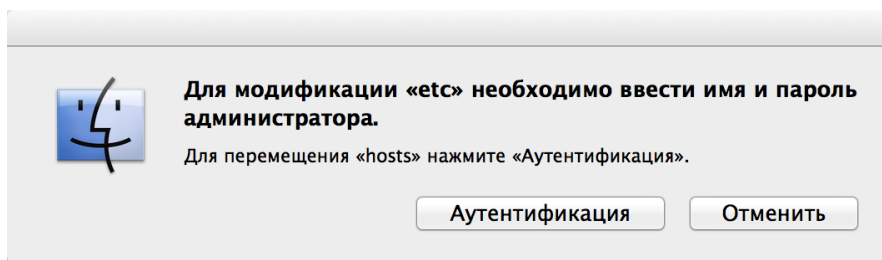 Для модификации «etc» необходимо ввести имя и пароль
администратора.
Для перемещения «hosts» нажмите «Аутентификация».
Аутентификация
Отменить